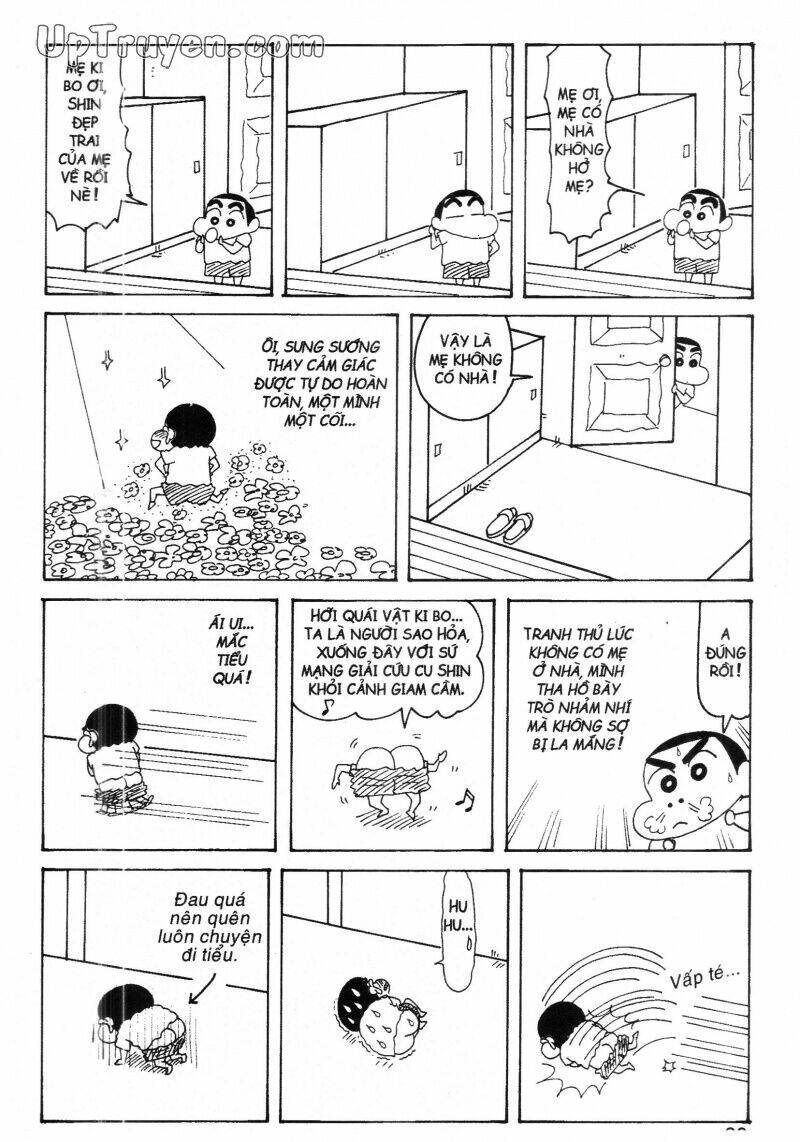 UpTruyen.com
MẸ ƠI,
MẸ CÓ
NHÀ
KHÔNG
HỞ
MẸ?
MẸ KI
BO ƠI,
SHIN
ĐẸP
TRAI
CỦA MẸ
VỀ RỒI
NÈ!
VẬY LÀ
MẸ KHÔNG
CÓ NHÀ!
ÔI, SUNG SƯỚNG
THAY CẢM GIÁC
ĐƯỢC TỰ DO HOÀN
TOÀN, MỘT MÌNH
MỘT CÕI...
A
ĐÚNG
RỒI!
TRANH THỦ LÚC
KHÔNG CÓ MẸ
Ở NHÀ, MÌNH
THA HỒ BÀY
TRÒ NHẢM NHÍ
MÀ KHÔNG SỢ
BỊ LA MẮNG!
HỠI QUÁI VẬT KI BO...
TA LÀ NGƯỜI SAO HỎA,
XUỐNG ĐÂY VỚI SỨ
MẠNG GIẢI CỨU CU SHIN
KHỎI CẢNH GIAM CẦM.
ÁI UI...
MẮC
TIỂU
QUÁ!
Vấp té...
HU
HU...
Đau quá
nên quên
luôn chuyện
đi tiểu.